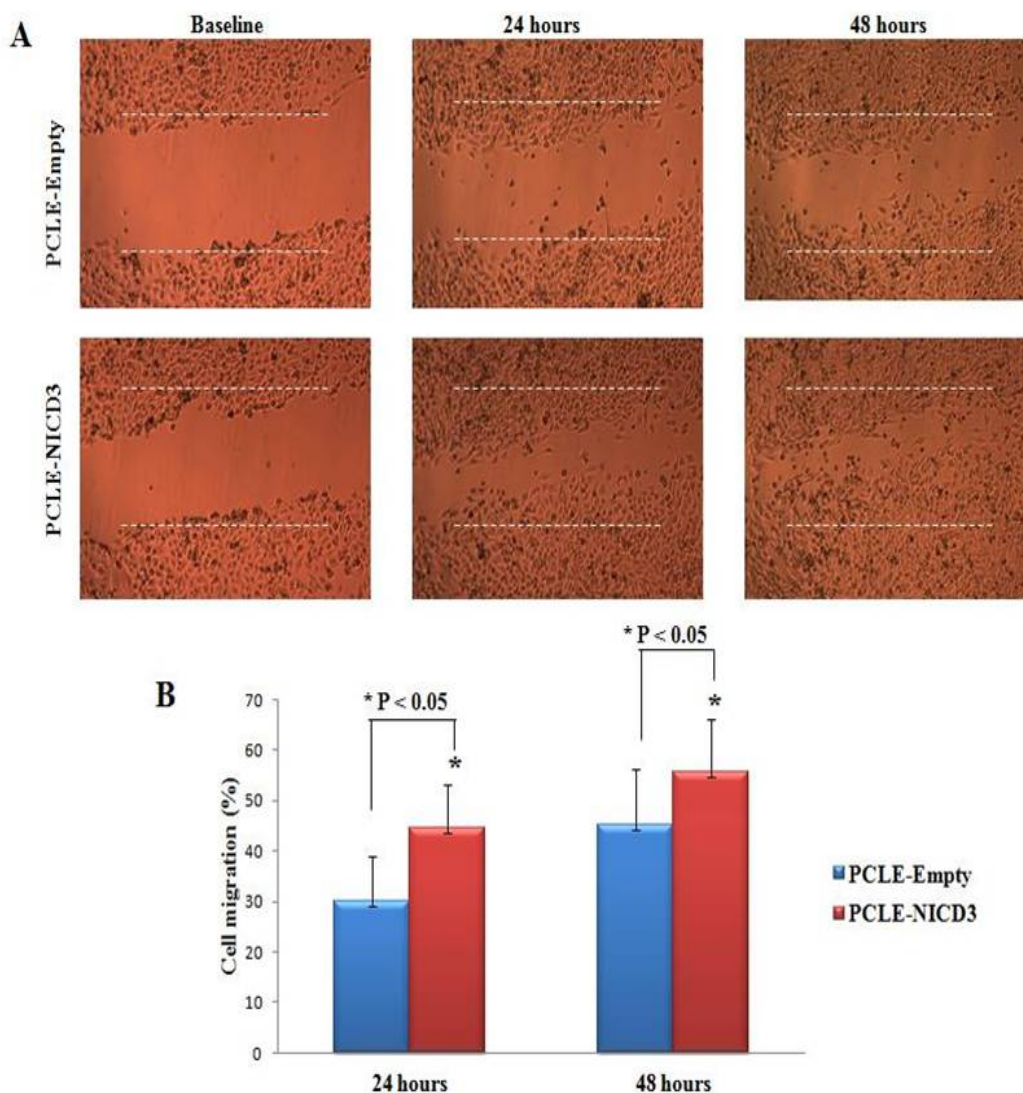 A
Baseline
24 hours
48 hours
PCLE-Empty
PCLE-NICD3
B
* P < 0.05
* P < 0.05
*
*
Cell migration (%)
70
60
50
40
30
20
10
0
24 hours
48 hours
PCLE-Empty
PCLE-NICD3